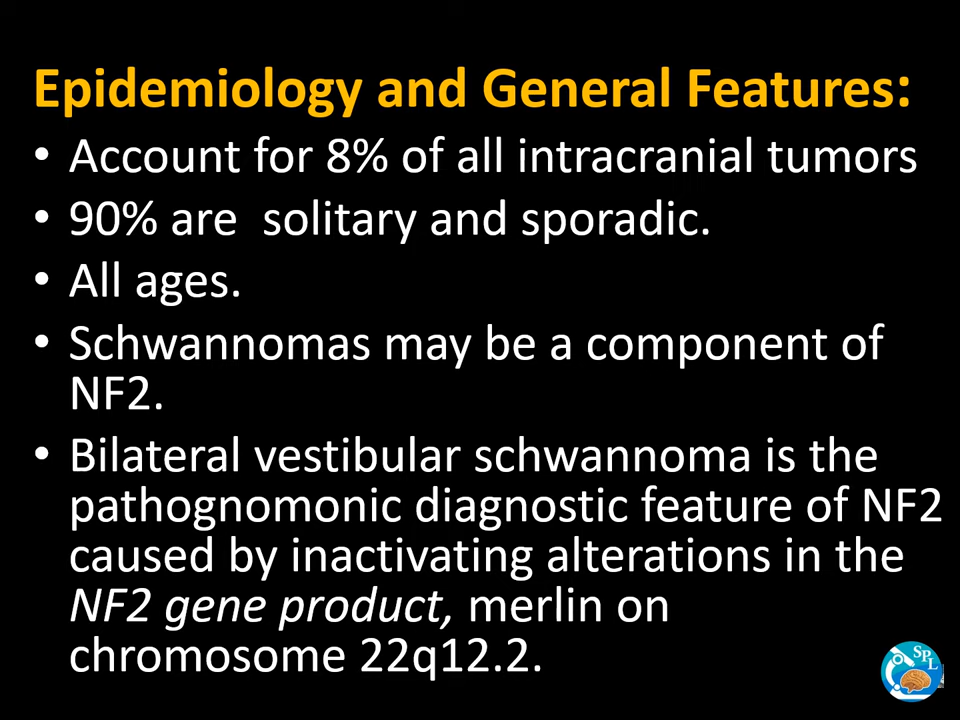 Epidemiology and General Features:
• Account for 8% of all intracranial tumors
• 90% are  solitary and sporadic.
• All ages.
• Schwannomas may be a component of
NF2.
• Bilateral vestibular schwannoma is the
pathognomonic diagnostic feature of NF2
caused by inactivating alterations in the
NF2 gene product, merlin on
chromosome 22q12.2.
SPL